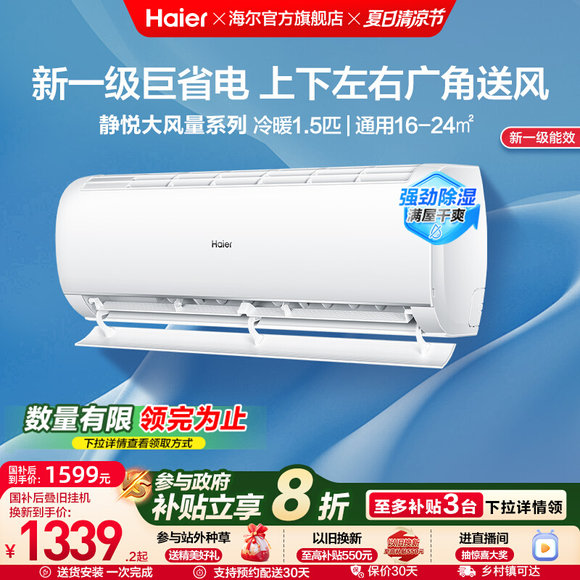 Haier × 海尔官方旗舰店 × 夏日清凉节
新一级巨省电 上下左右广角送风
静悦大风量系列 冷暖1.5匹 | 通用16-24㎡
新一级能效
强劲除湿
满屋干爽
Haier
数量有限 领完为止
下拉详情查看领取方式
国补后到手价: 1599元
国补后叠旧挂机
换新到手价:
¥1339.2起
参与政府
补贴立享 8折
至多补贴3台 下拉详情领
参与站外种草
送精美好礼
以旧换新
至高补贴550元
进直播间
抽惊喜大奖
送货安装 一次完成
支持预约配送30天
保价30天
乡村镇可达